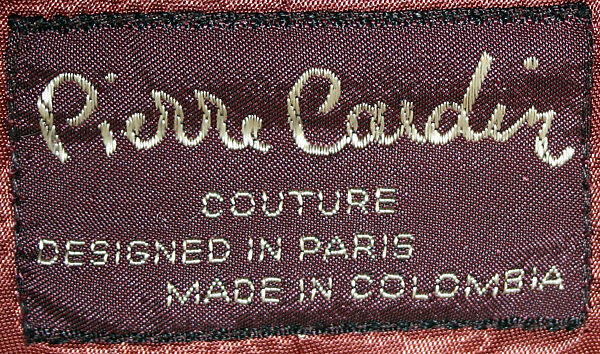 Pierre Cardin
COUTURE
DESIGNED IN PARIS
MADE IN COLOMBIA